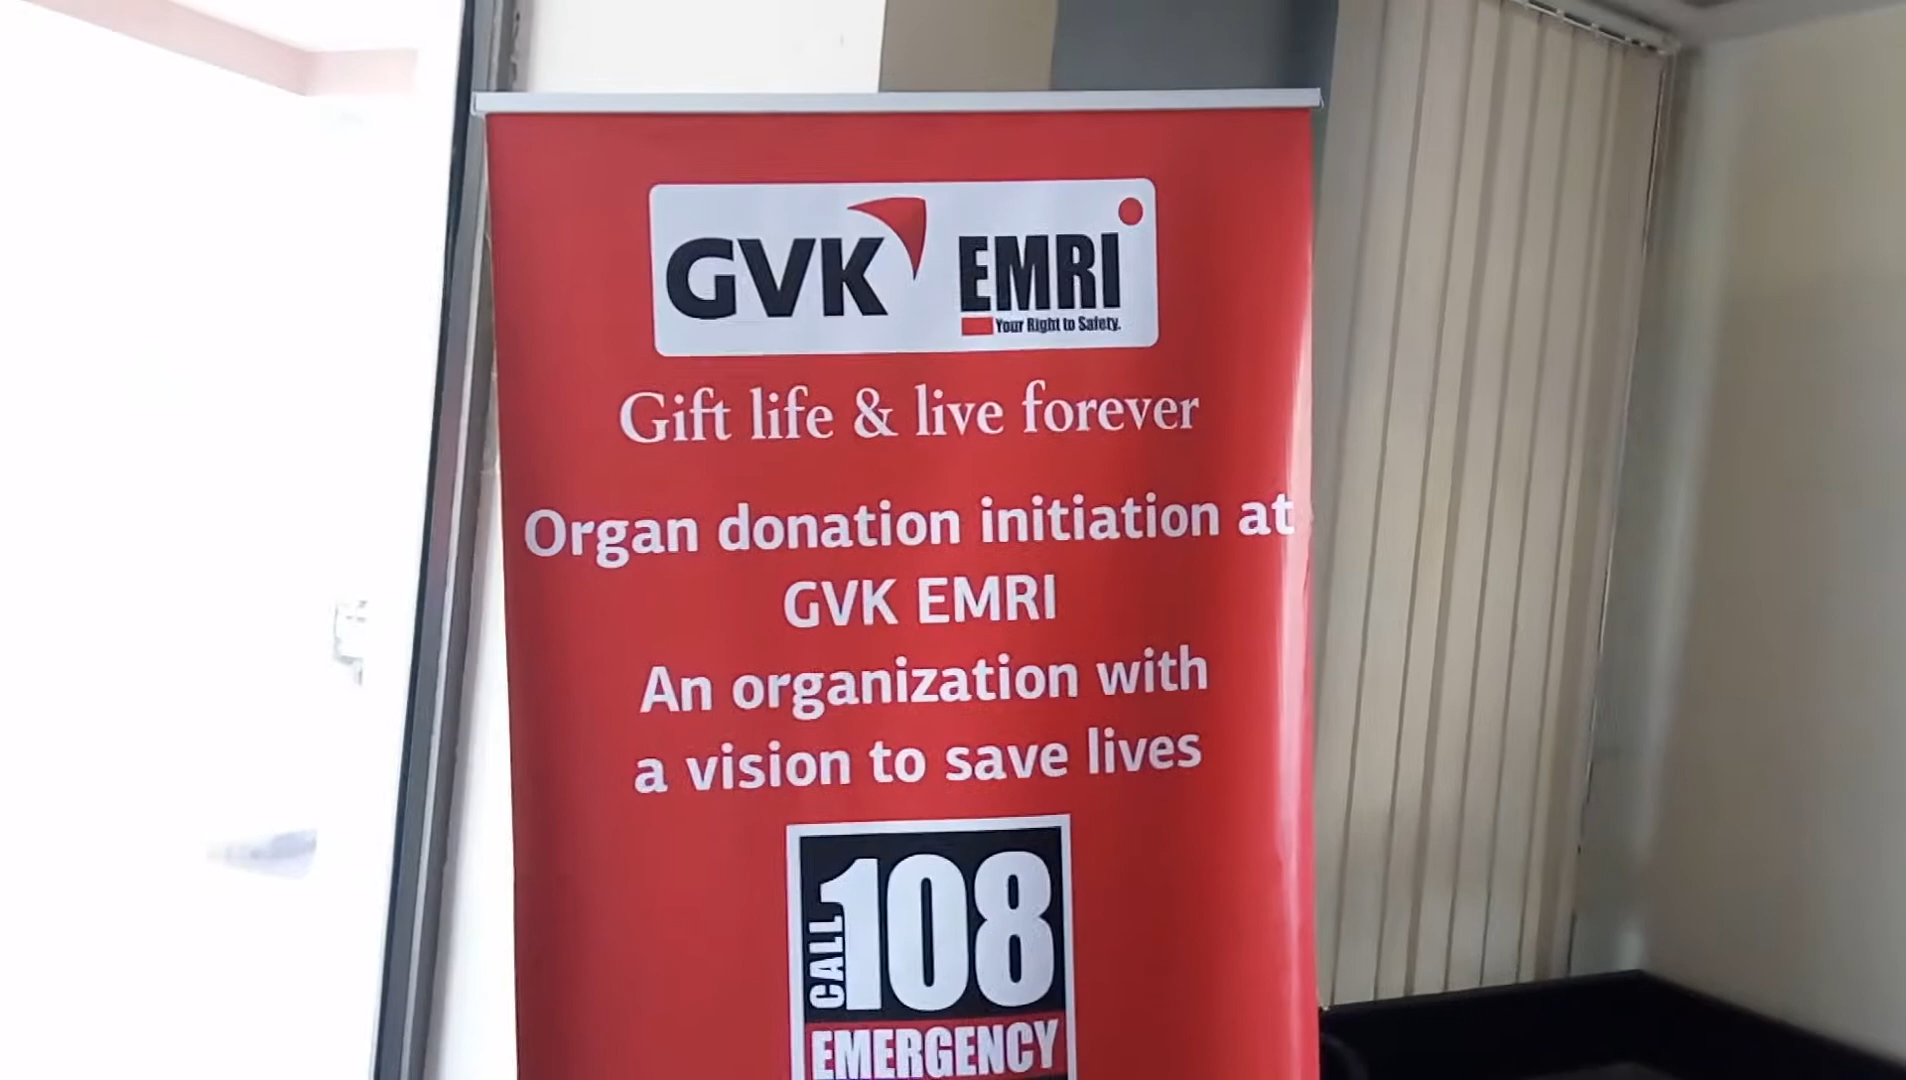 GVK EMRI
Your Right to Safety.
Gift life & live forever
Organ donation initiation at
GVK EMRI
An organization with
a vision to save lives
CALL 108
EMERGENCY